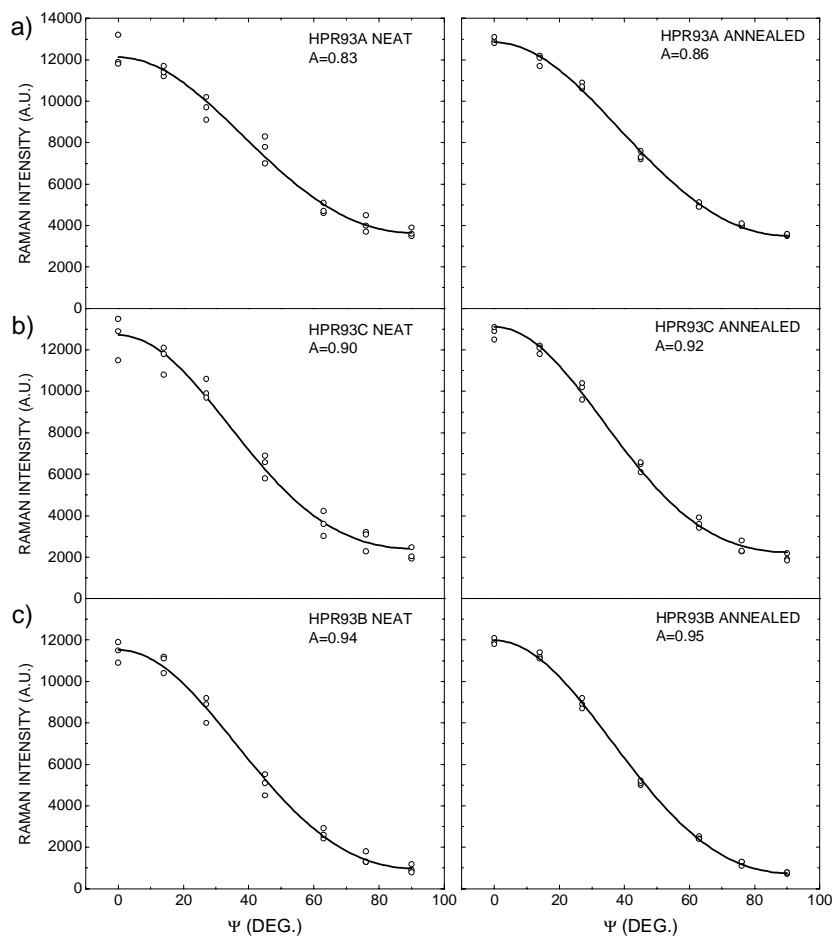 a)
14000
12000
10000
8000
6000
4000
2000
0
RAMAN INTENSITY (A.U.)
HPR93A NEAT
A=0.83
HPR93A ANNEALED
A=0.86
b)
12000
10000
8000
6000
4000
2000
0
RAMAN INTENSITY (A.U.)
HPR93C NEAT
A=0.90
HPR93C ANNEALED
A=0.92
c)
12000
10000
8000
6000
4000
2000
0
RAMAN INTENSITY (A.U.)
HPR93B NEAT
A=0.94
HPR93B ANNEALED
A=0.95
0 20 40 60 80 100
0 20 40 60 80 100
Ψ (DEG.)
Ψ (DEG.)